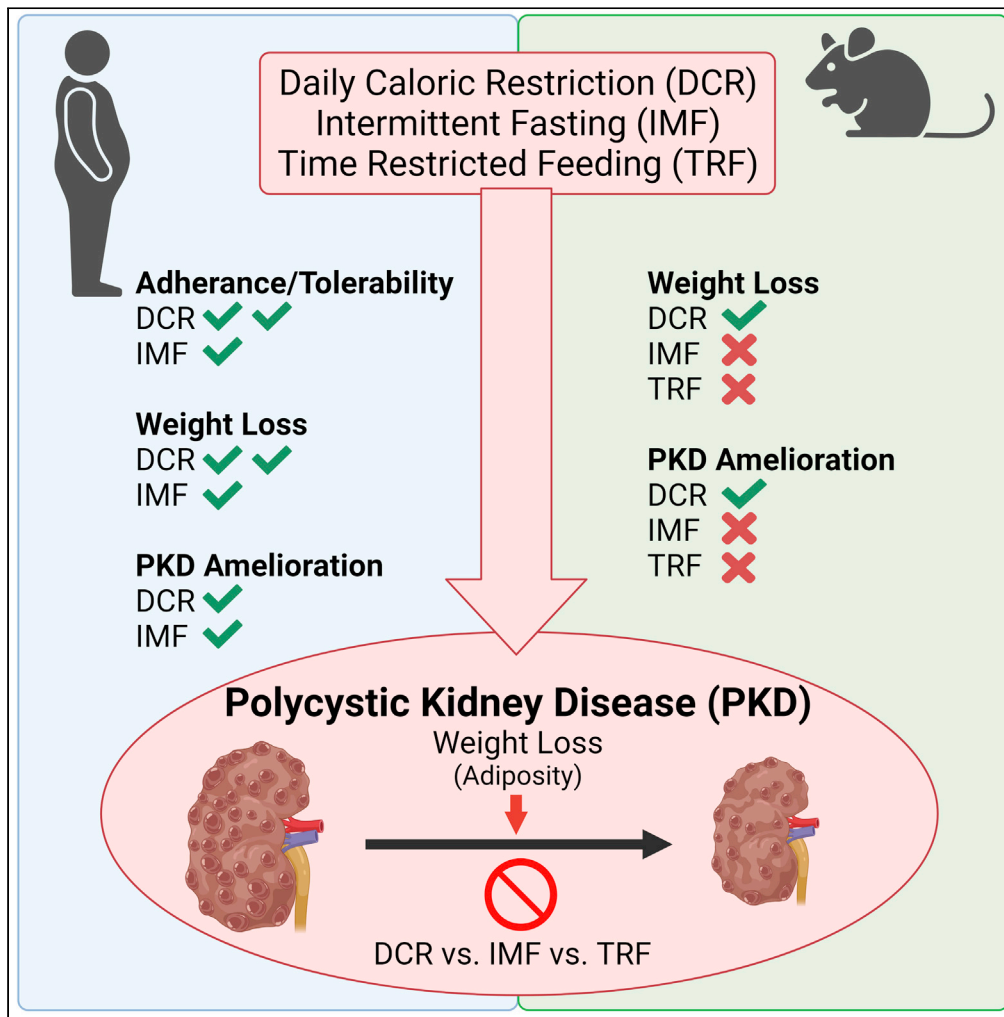 Daily Caloric Restriction (DCR)
Intermittent Fasting (IMF)
Time Restricted Feeding (TRF)
Adherance/Tolerability
DCR
IMF
Weight Loss
DCR
IMF
PKD Amelioration
DCR
IMF
Weight Loss
DCR
IMF
TRF
PKD Amelioration
DCR
IMF
TRF
Polycystic Kidney Disease (PKD)
Weight Loss
(Adiposity)
DCR vs. IMF vs. TRF